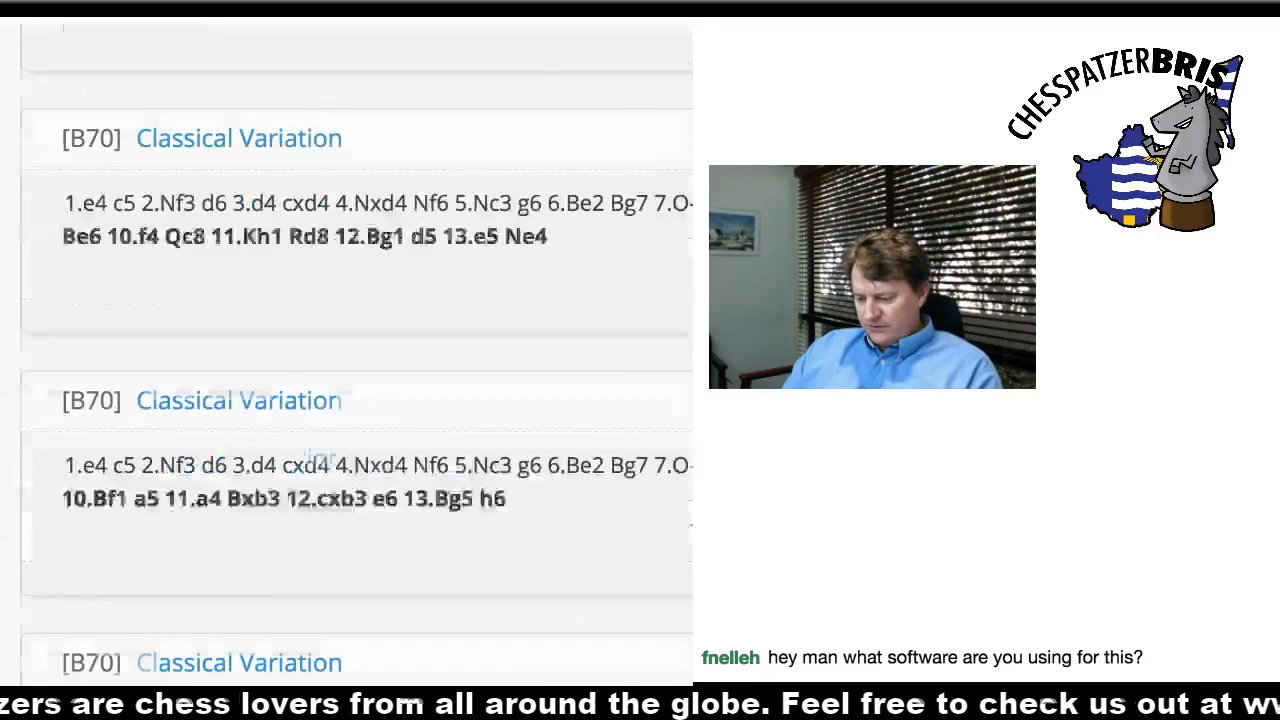 CHESSPATZERBRIS
[B70] Classical Variation
1.e4 c5 2.Nf3 d6 3.d4 cxd4 4.Nxd4 Nf6 5.Nc3 g6 6.Be2 Bg7 7.O-
Be6 10.f4 Qc8 11.Kh1 Rd8 12.Bg1 d5 13.e5 Ne4
[B70] Classical Variation
1.e4 c5 2.Nf3 d6 3.d4 cxd4 4.Nxd4 Nf6 5.Nc3 g6 6.Be2 Bg7 7.O-
10.Bf1 a5 11.a4 Bxb3 12.cxb3 e6 13.Bg5 h6
[B70] Classical Variation
fnelleh hey man what software are you using for this?
zers are chess lovers from all around the globe. Feel free to check us out at w